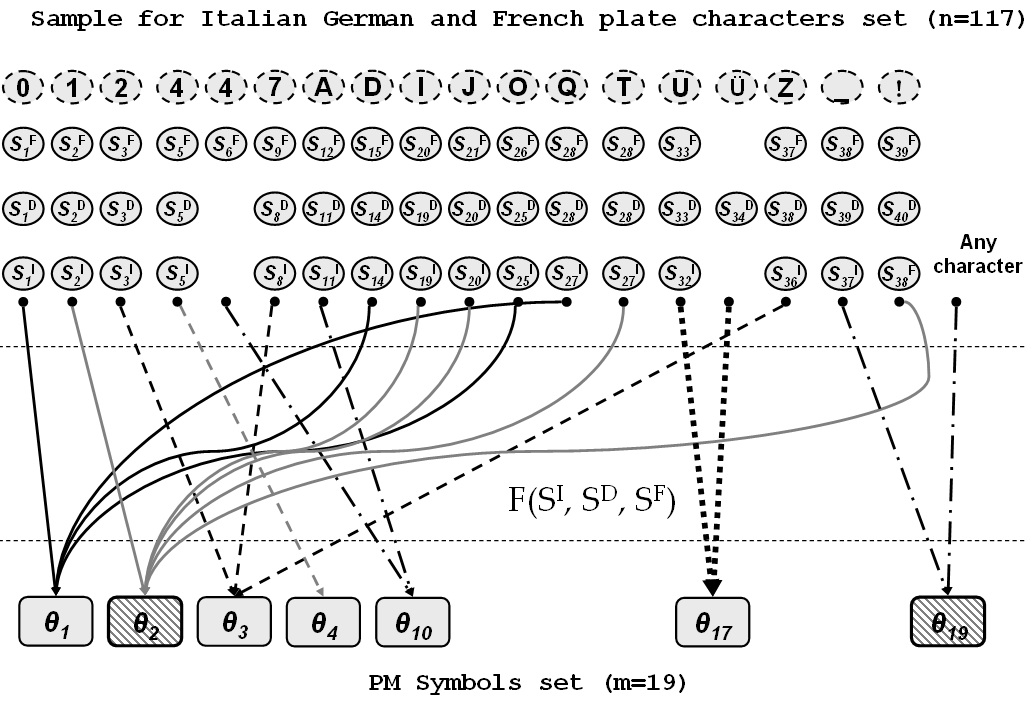 Sample for Italian German and French plate characters set (n=117)
0 1 2 4 4 7 A D I J O Q T U Ü Z _ !
S₁ᶠ S₂ᶠ S₃ᶠ S₅ᶠ S₆ᶠ S₉ᶠ S₁₂ᶠ S₁₅ᶠ S₂₀ᶠ S₂₁ᶠ S₂₆ᶠ S₂₈ᶠ S₂₈ᶠ S₃₃ᶠ S₃₇ᶠ S₃₈ᶠ S₃₉ᶠ
S₁ᴰ S₂ᴰ S₃ᴰ S₅ᴰ S₈ᴰ S₁₁ᴰ S₁₄ᴰ S₁₉ᴰ S₂₀ᴰ S₂₅ᴰ S₂₈ᴰ S₂₈ᴰ S₃₃ᴰ S₃₄ᴰ S₃₈ᴰ S₃₉ᴰ S₄₀ᴰ
S₁ᴵ S₂ᴵ S₃ᴵ S₅ᴵ S₈ᴵ S₁₁ᴵ S₁₄ᴵ S₁₉ᴵ S₂₀ᴵ S₂₅ᴵ S₂₇ᴵ S₂₇ᴵ S₃₂ᴵ S₃₆ᴵ S₃₇ᴵ S₃₈ᶠ
Any
character
F(Sᴵ, Sᴰ, Sᶠ)
θ₁ θ₂ θ₃ θ₄ θ₁₀ θ₁₇ θ₁₉
PM Symbols set (m=19)